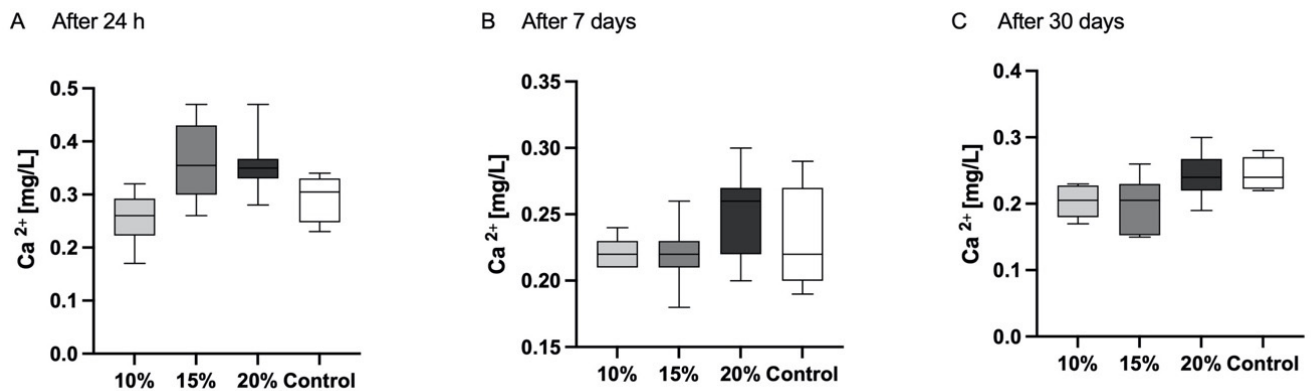 A After 24 h
Ca 2+ [mg/L]
0.5
0.4
0.3
0.2
0.1
0.0
10% 15% 20% Control
B After 7 days
Ca 2+ [mg/L]
0.35
0.30
0.25
0.20
0.15
10% 15% 20% Control
C After 30 days
Ca 2+ [mg/L]
0.4
0.3
0.2
0.1
0.0
10% 15% 20% Control